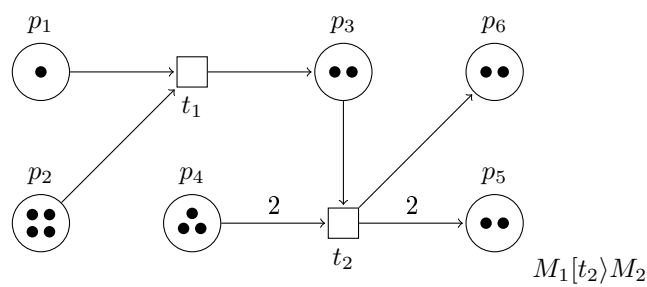 p₁ p₃ p₆
t₁
p₂ p₄ p₅
2 2
t₂
M₁[t₂⟩M₂